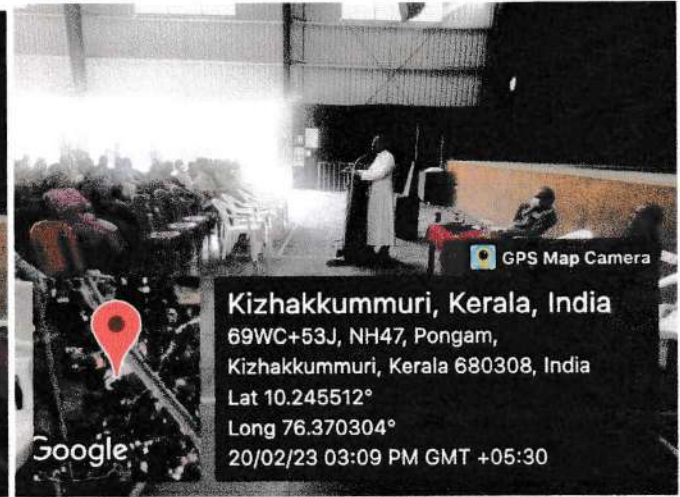 GPS Map Camera
Kizhakkummuri, Kerala, India
69WC+53J, NH47, Pongam,
Kizhakkummuri, Kerala 680308, India
Lat 10.245512°
Long 76.370304°
20/02/23 03:09 PM GMT +05:30
Google